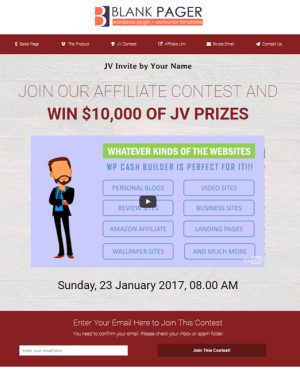 BLANK PAGER
wordpress plugin + elementor templates
Sales Page The Product JV Contest Affiliate Link Swipe Email Contact Us
JV Invite by Your Name
JOIN OUR AFFILIATE CONTEST AND
WIN $10,000 OF JV PRIZES
WHATEVER KINDS OF THE WEBSITES
WP CASH BUILDER IS PERFECT FOR IT!!!
PERSONAL BLOGS VIDEO SITES
REVIEW SITES BUSINESS SITES
AMAZON AFFILIATE LANDING PAGES
WALLPAPER SITES AND MUCH MORE
Sunday, 23 January 2017, 08.00 AM
Enter Your Email Here to Join This Contest
You need to confirm your email. Please check your inbox or spam folder
Enter your email here! Join This Contest!